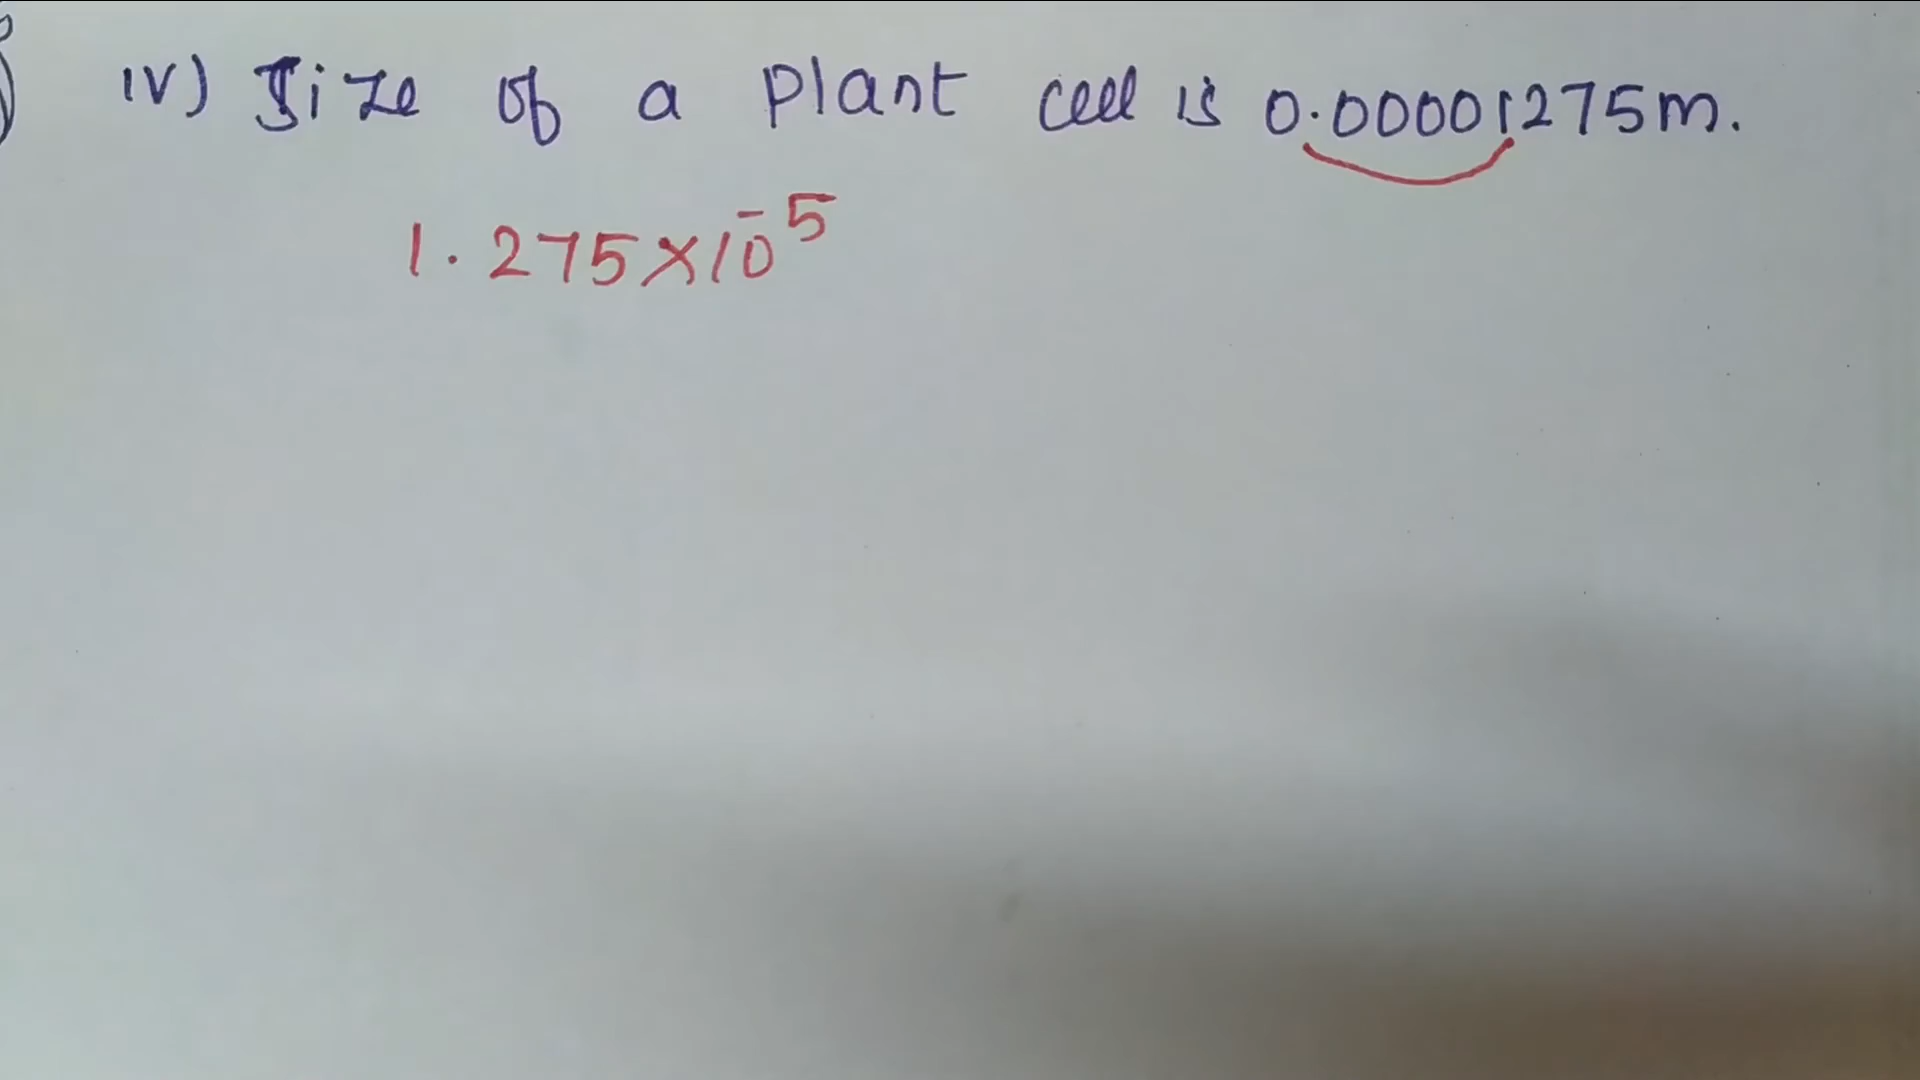 iv) Size of a plant cell is 0.00001275m.
1.275×10⁻⁵